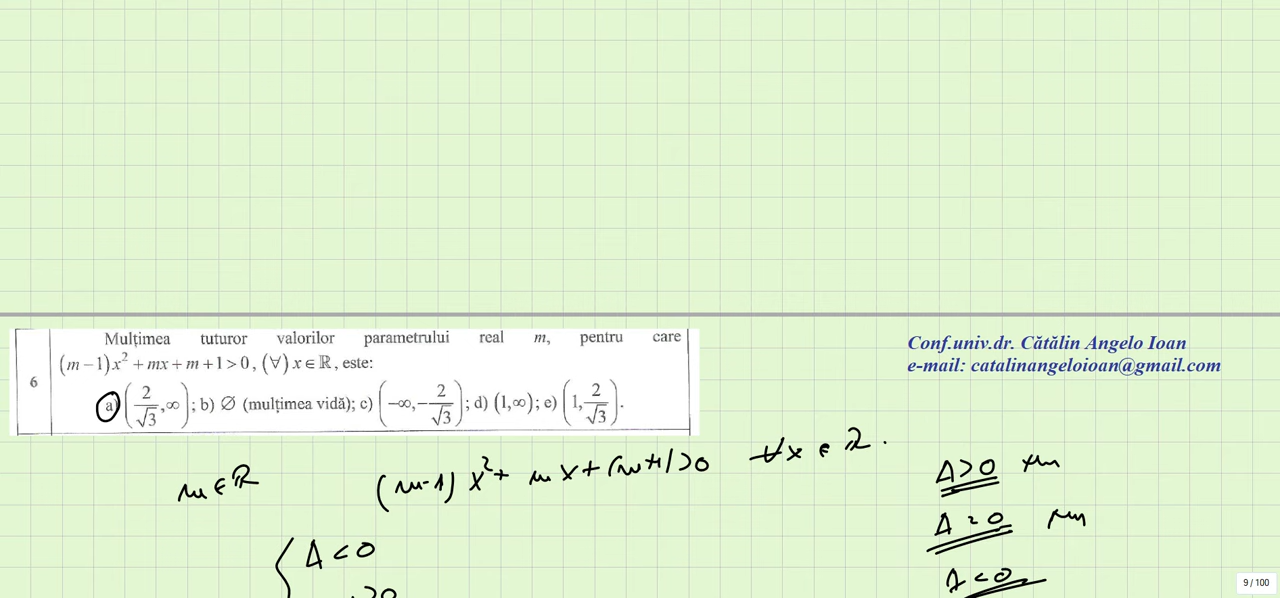 Mulțimea tuturor valorilor parametrului real m, pentru care
6
(m−1)x² + mx + m + 1 > 0, (∀) x ∈ ℝ, este:
a) (2/√3, ∞); b) ∅ (mulțimea vidă); c) (−∞, −2/√3); d) (1, ∞); e) (1, 2/√3).
Conf.univ.dr. Cătălin Angelo Ioan
e-mail: catalinangeloioan@gmail.com
m ∈ ℝ (m-1) x² + m x + (m+1) > 0 ∀x ∈ ℝ.
Δ > 0
Δ = 0
Δ < 0
{ Δ < 0
> 0
9 / 100